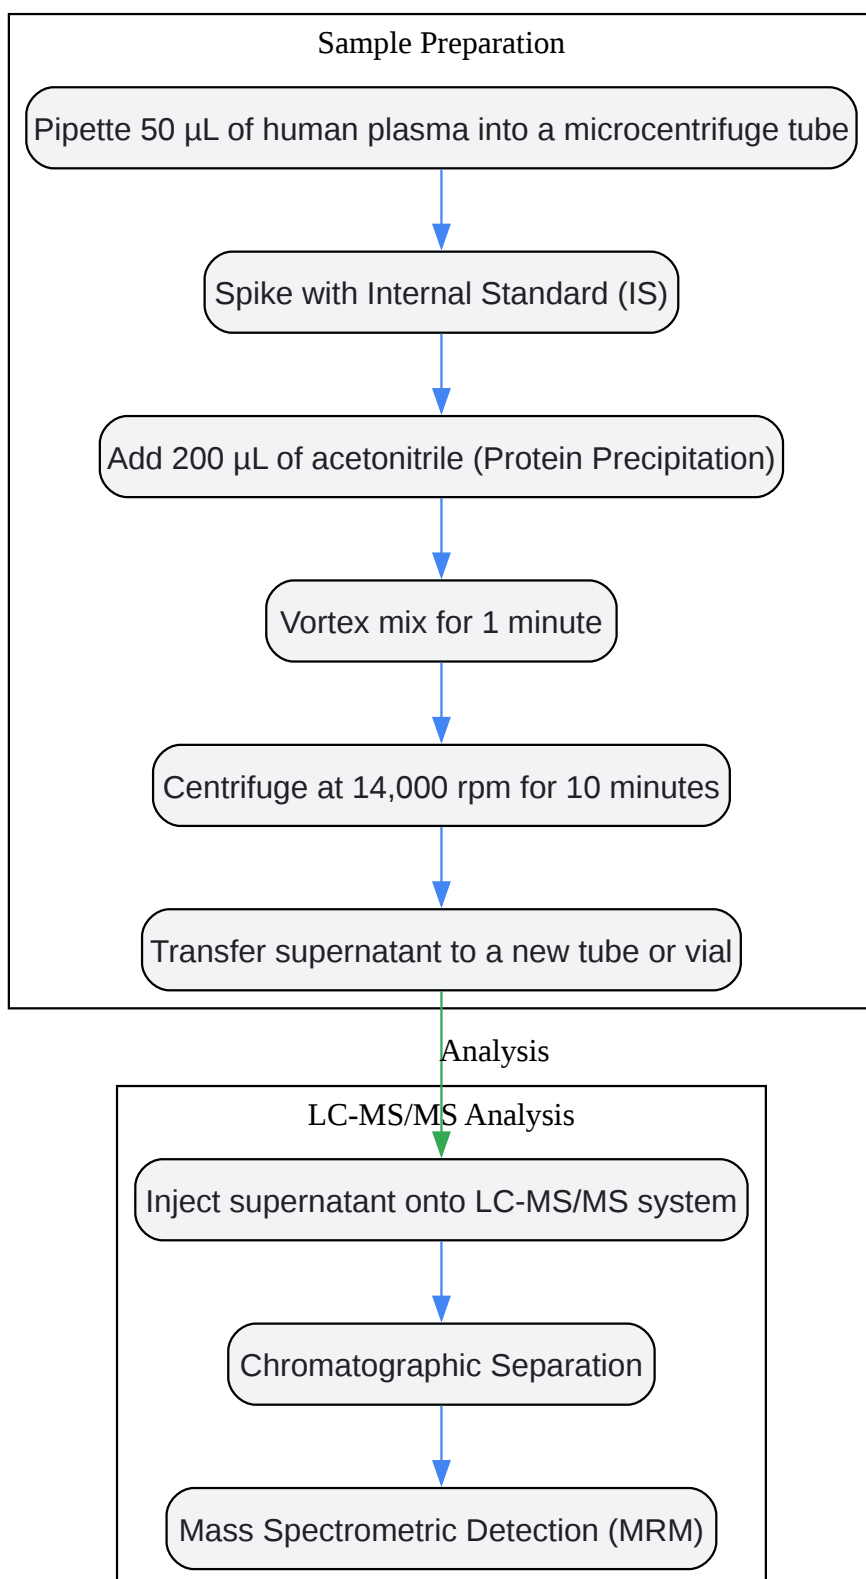 Sample Preparation
Pipette 50 µL of human plasma into a microcentrifuge tube
Spike with Internal Standard (IS)
Add 200 µL of acetonitrile (Protein Precipitation)
Vortex mix for 1 minute
Centrifuge at 14,000 rpm for 10 minutes
Transfer supernatant to a new tube or vial
Analysis
LC-MS/MS Analysis
Inject supernatant onto LC-MS/MS system
Chromatographic Separation
Mass Spectrometric Detection (MRM)